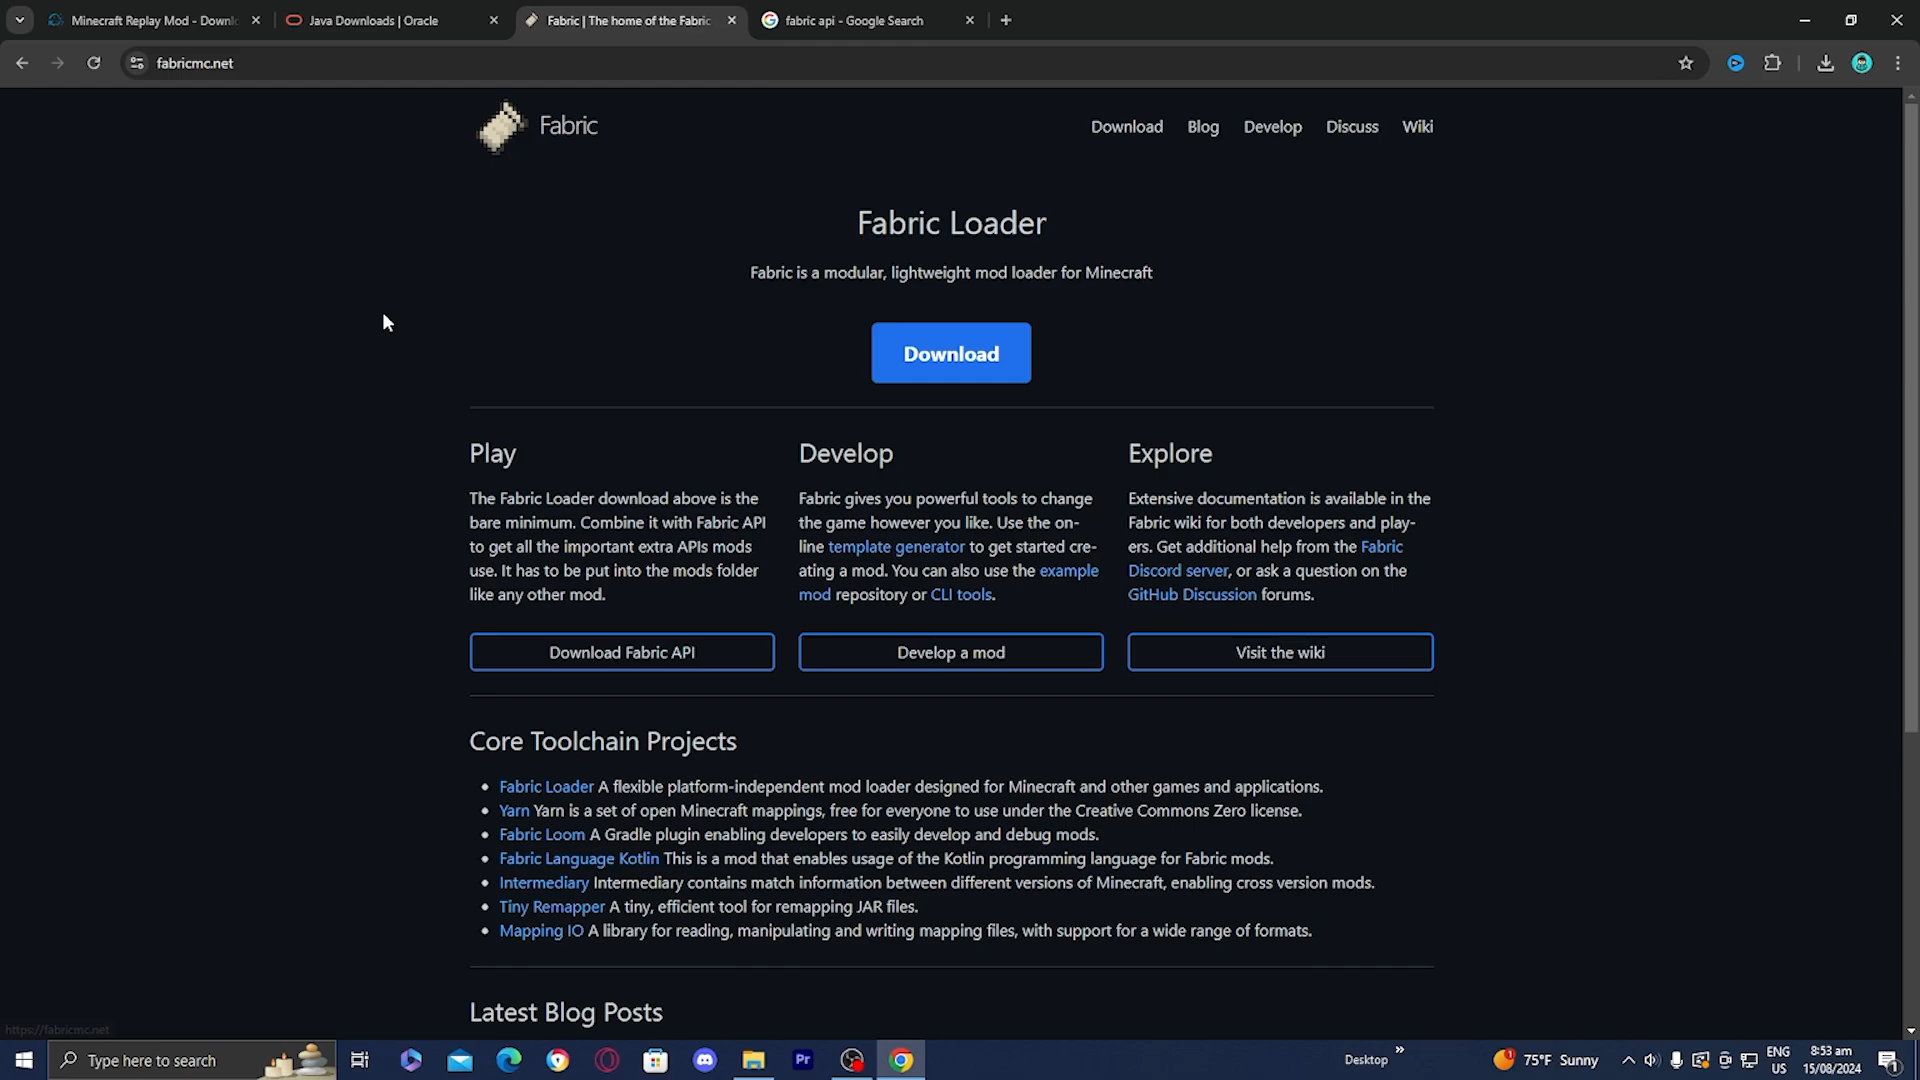 Minecraft Replay Mod - Downl
Java Downloads | Oracle
Fabric | The home of the Fabric
fabric api - Google Search
fabricmc.net
Fabric
Download
Blog
Develop
Discuss
Wiki
Fabric Loader
Fabric is a modular, lightweight mod loader for Minecraft
Download
Play
The Fabric Loader download above is the
bare minimum. Combine it with Fabric API
to get all the important extra APIs mods
use. It has to be put into the mods folder
like any other mod.
Download Fabric API
Develop
Fabric gives you powerful tools to change
the game however you like. Use the on-
line template generator to get started cre-
ating a mod. You can also use the example
mod repository or CLI tools.
Develop a mod
Explore
Extensive documentation is available in the
Fabric wiki for both developers and play-
ers. Get additional help from the Fabric
Discord server, or ask a question on the
GitHub Discussion forums.
Visit the wiki
Core Toolchain Projects
• Fabric Loader A flexible platform-independent mod loader designed for Minecraft and other games and applications.
• Yarn Yarn is a set of open Minecraft mappings, free for everyone to use under the Creative Commons Zero license.
• Fabric Loom A Gradle plugin enabling developers to easily develop and debug mods.
• Fabric Language Kotlin This is a mod that enables usage of the Kotlin programming language for Fabric mods.
• Intermediary Intermediary contains match information between different versions of Minecraft, enabling cross version mods.
• Tiny Remapper A tiny, efficient tool for remapping JAR files.
• Mapping IO A library for reading, manipulating and writing mapping files, with support for a wide range of formats.
Latest Blog Posts
https://fabricmc.net
Type here to search
Pr
Desktop
»
1
75°F Sunny
ENG
US
8:53 am
15/08/2024
1